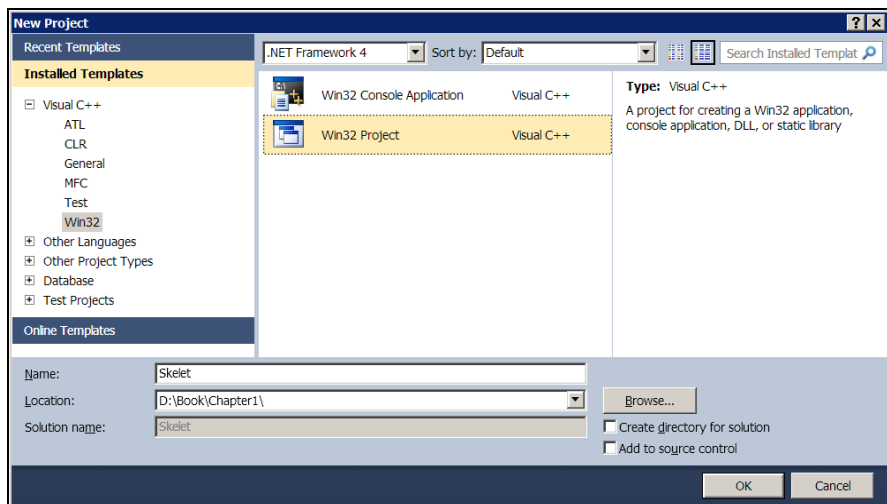 New Project
Recent Templates
Installed Templates
Visual C++
ATL
CLR
General
MFC
Test
Win32
Other Languages
Other Project Types
Database
Test Projects
Online Templates
.NET Framework 4 Sort by: Default
Search Installed Templat
Win32 Console Application Visual C++
Win32 Project Visual C++
Type: Visual C++
A project for creating a Win32 application,
console application, DLL, or static library
Name: Skelet
Location: D:\Book\Chapter1\ Browse...
Solution name: Skelet
Create directory for solution
Add to source control
OK Cancel